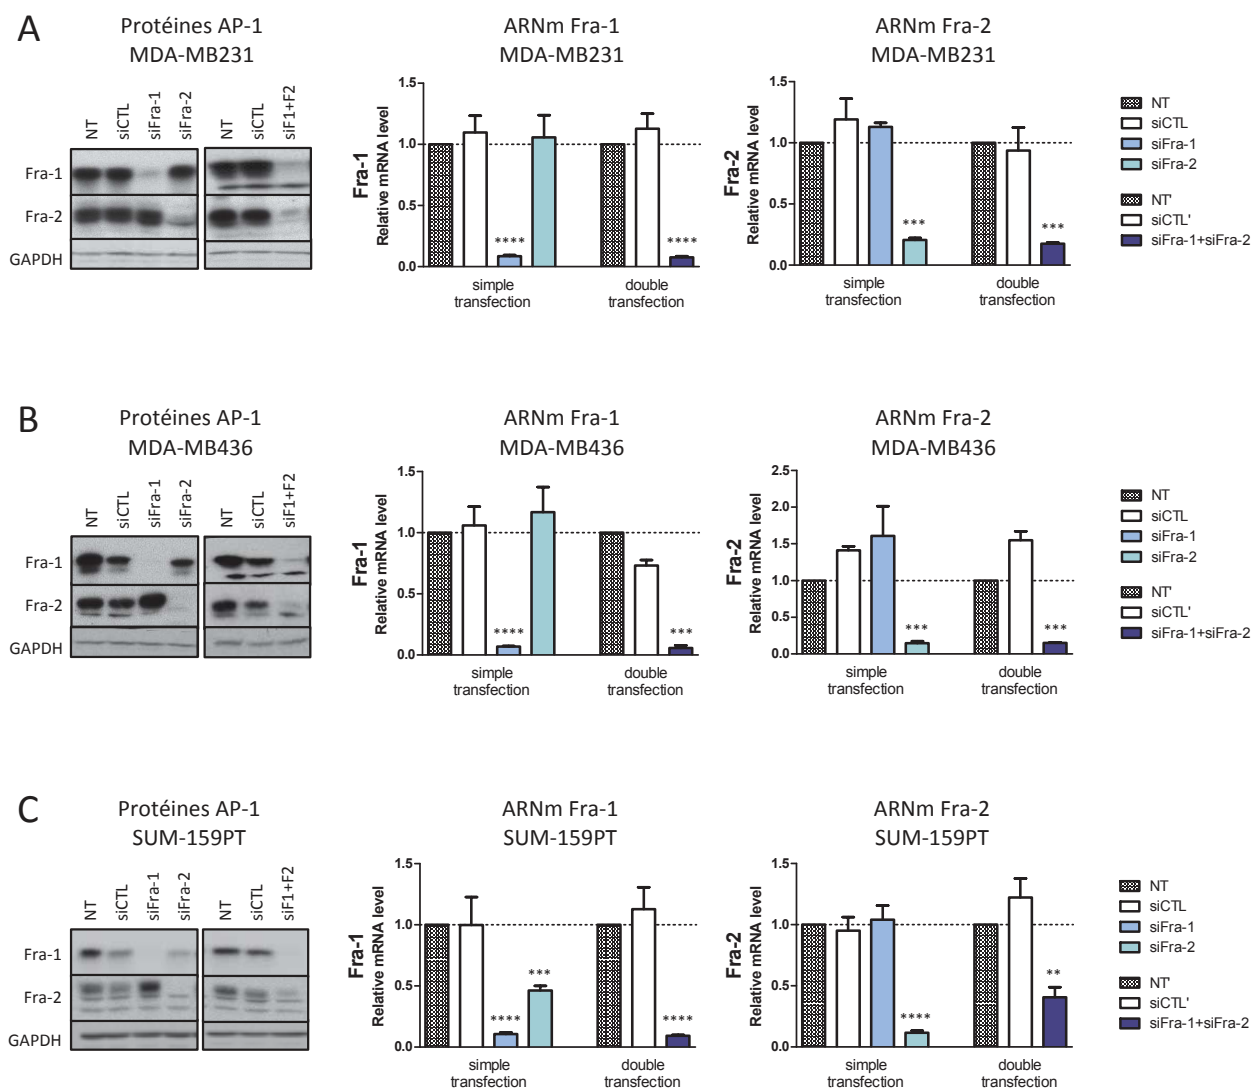 A
Protéines AP-1
MDA-MB231
NT
siCTL
siFra-1
siFra-2
NT
siCTL
siF1+F2
Fra-1
Fra-2
GAPDH
ARNm Fra-1
MDA-MB231
Fra-1
Relative mRNA level
1.5
1.0
0.5
0.0
****
****
simple
transfection
double
transfection
ARNm Fra-2
MDA-MB231
Fra-2
Relative mRNA level
1.5
1.0
0.5
0.0
***
***
simple
transfection
double
transfection
NT
siCTL
siFra-1
siFra-2
NT'
siCTL'
siFra-1+siFra-2
B
Protéines AP-1
MDA-MB436
NT
siCTL
siFra-1
siFra-2
NT
siCTL
siF1+F2
Fra-1
Fra-2
GAPDH
ARNm Fra-1
MDA-MB436
Fra-1
Relative mRNA level
1.5
1.0
0.5
0.0
****
***
simple
transfection
double
transfection
ARNm Fra-2
MDA-MB436
Fra-2
Relative mRNA level
2.5
2.0
1.5
1.0
0.5
0.0
***
***
simple
transfection
double
transfection
NT
siCTL
siFra-1
siFra-2
NT'
siCTL'
siFra-1+siFra-2
C
Protéines AP-1
SUM-159PT
NT
siCTL
siFra-1
siFra-2
NT
siCTL
siF1+F2
Fra-1
Fra-2
GAPDH
ARNm Fra-1
SUM-159PT
Fra-1
Relative mRNA level
1.5
1.0
0.5
0.0
****
***
****
simple
transfection
double
transfection
ARNm Fra-2
SUM-159PT
Fra-2
Relative mRNA level
1.5
1.0
0.5
0.0
****
**
simple
transfection
double
transfection
NT
siCTL
siFra-1
siFra-2
NT'
siCTL'
siFra-1+siFra-2